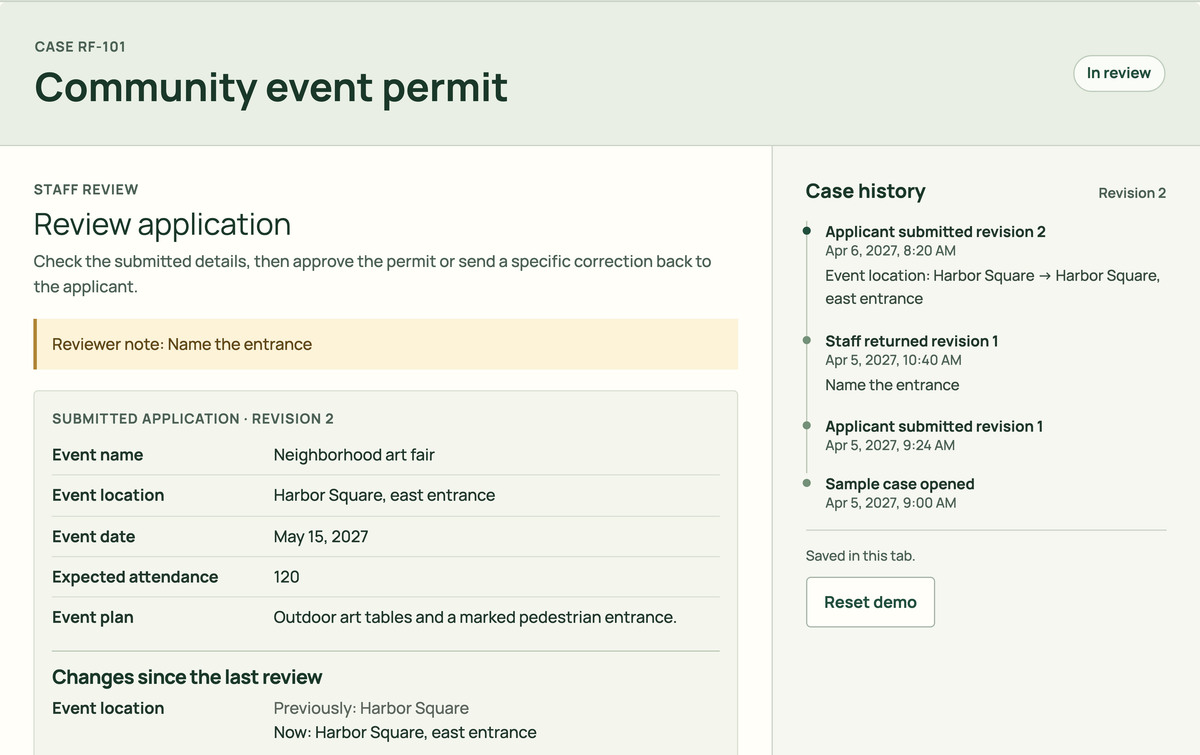 CASE RF-101
Community event permit
In review
STAFF REVIEW
Review application
Check the submitted details, then approve the permit or send a specific correction back to
the applicant.
Reviewer note: Name the entrance
SUBMITTED APPLICATION · REVISION 2
Event name Neighborhood art fair
Event location Harbor Square, east entrance
Event date May 15, 2027
Expected attendance 120
Event plan Outdoor art tables and a marked pedestrian entrance.
Changes since the last review
Event location Previously: Harbor Square
Now: Harbor Square, east entrance
Case history Revision 2
Applicant submitted revision 2
Apr 6, 2027, 8:20 AM
Event location: Harbor Square → Harbor Square,
east entrance
Staff returned revision 1
Apr 5, 2027, 10:40 AM
Name the entrance
Applicant submitted revision 1
Apr 5, 2027, 9:24 AM
Sample case opened
Apr 5, 2027, 9:00 AM
Saved in this tab.
Reset demo